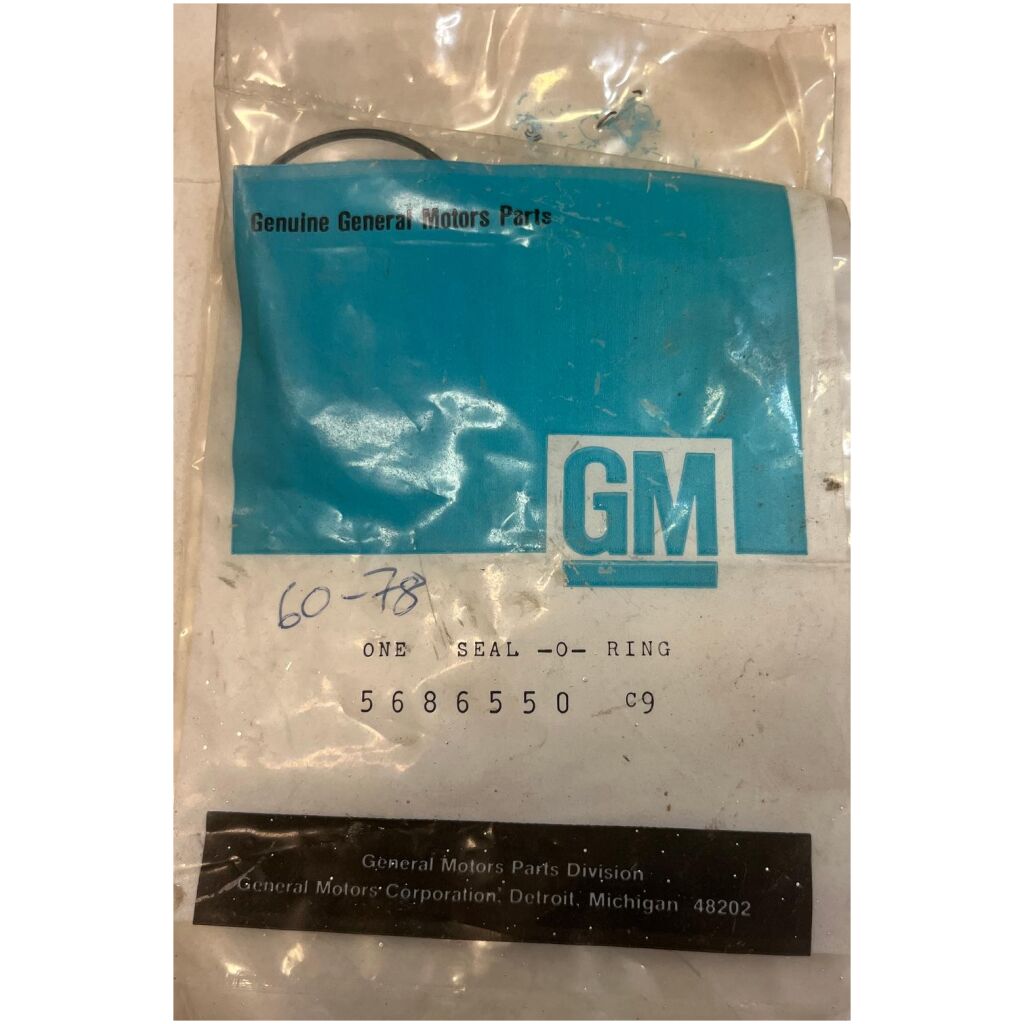 Genuine General Motors Parts
GM
60-78
ONE SEAL -O- RING
5686550 C9
General Motors Parts Division
General Motors Corporation, Detroit, Michigan 48202